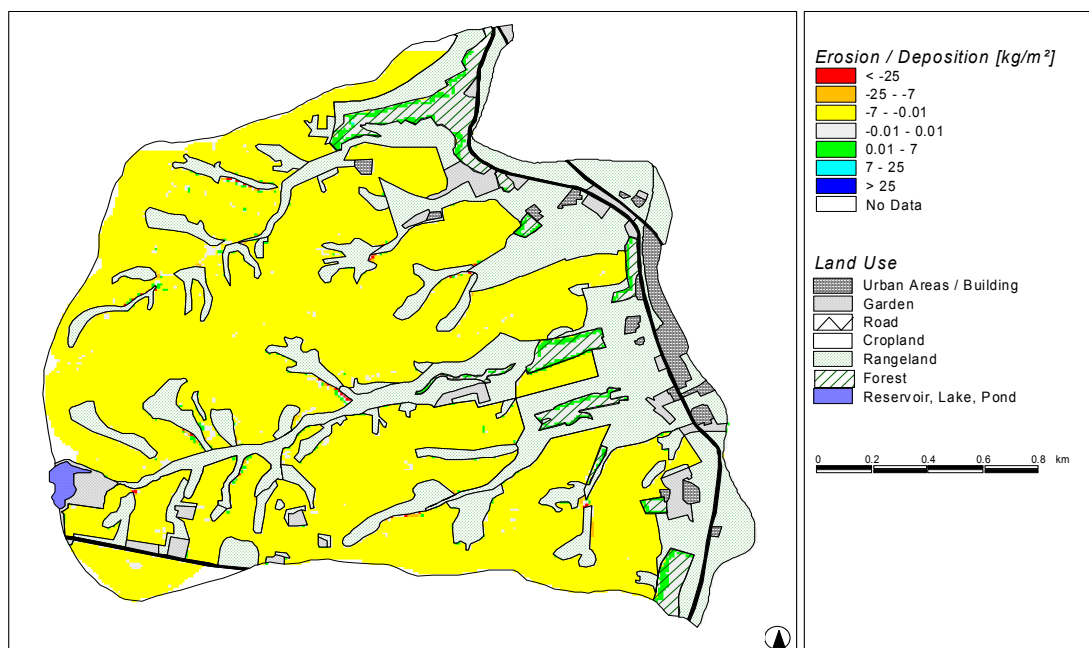 Erosion / Deposition [kg/m²]
< -25
-25 - -7
-7 - -0.01
-0.01 - 0.01
0.01 - 7
7 - 25
> 25
No Data
Land Use
Urban Areas / Building
Garden
Road
Cropland
Rangeland
Forest
Reservoir, Lake, Pond
0 0.2 0.4 0.6 0.8 km